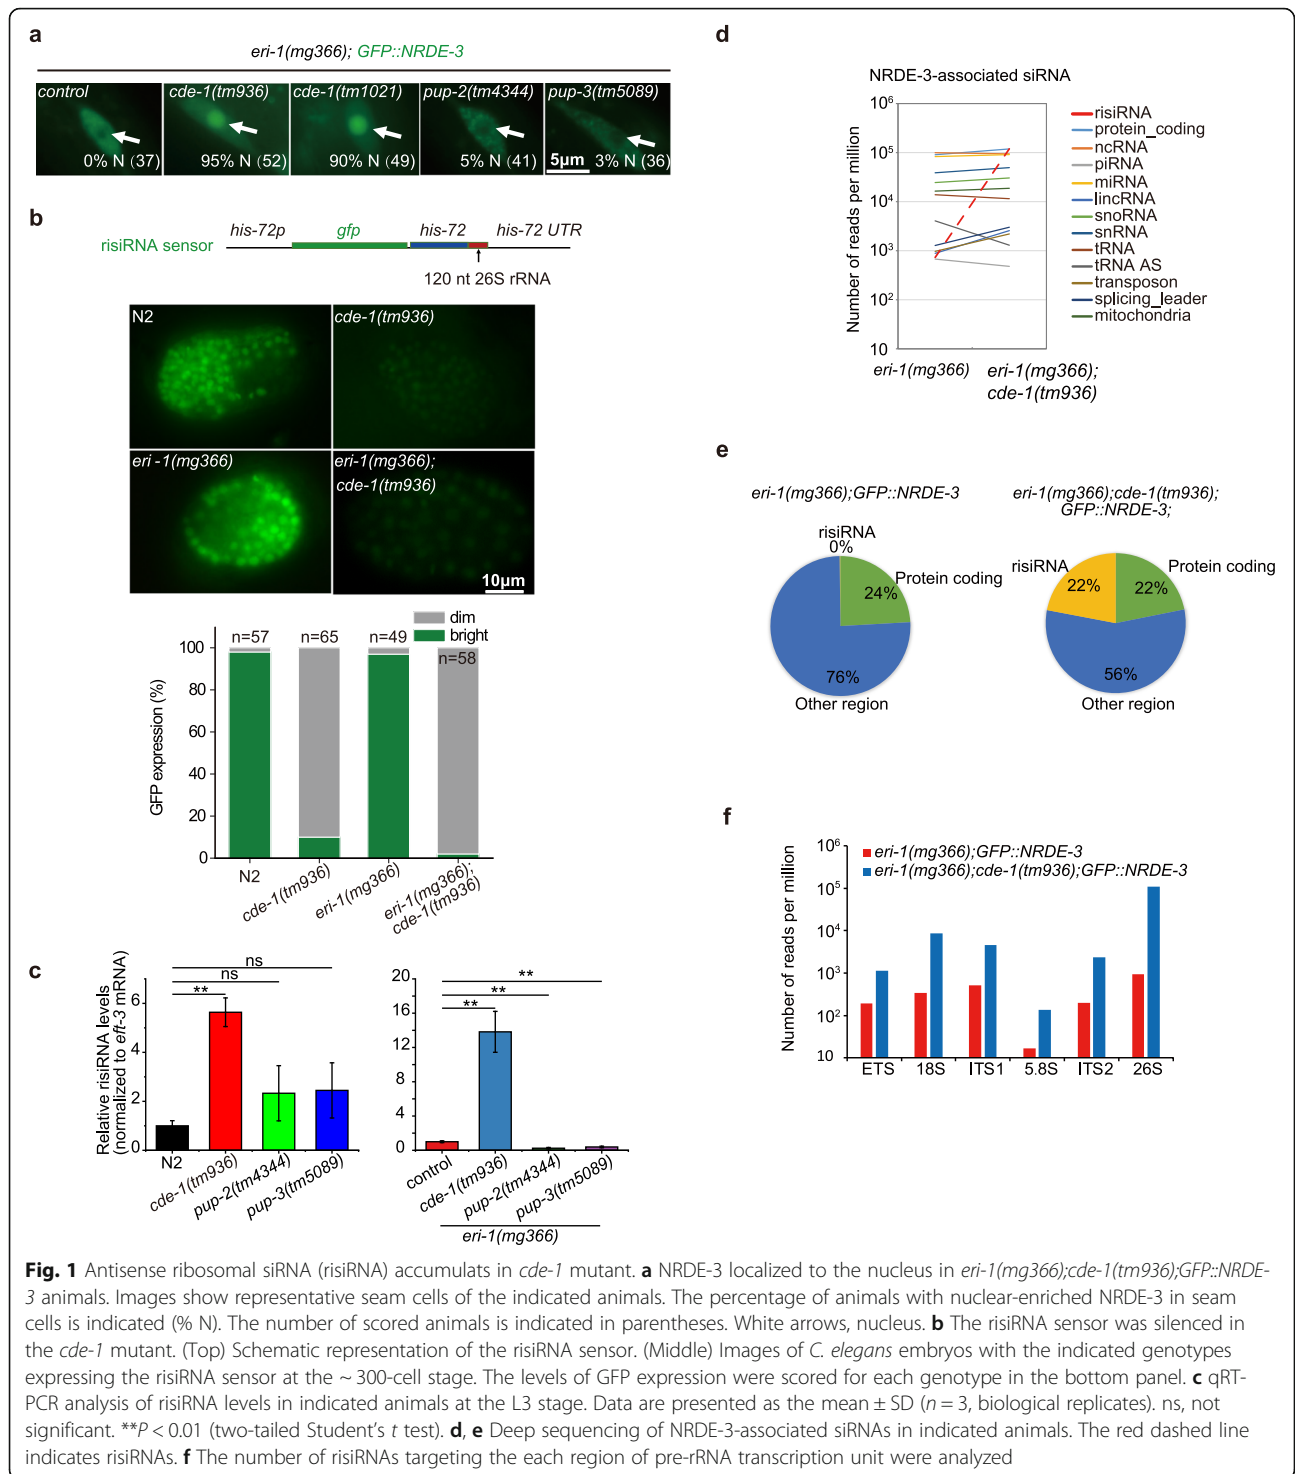 a
eri-1(mg366); GFP::NRDE-3
control cde-1(tm936) cde-1(tm1021) pup-2(tm4344) pup-3(tm5089)
0% N (37) 95% N (52) 90% N (49) 5% N (41) 5μm 3% N (36)
b
his-72p gfp his-72 his-72 UTR
risiRNA sensor
120 nt 26S rRNA
N2 cde-1(tm936)
eri -1(mg366) eri-1(mg366);
cde-1(tm936)
10μm
dim
bright
n=57 n=65 n=49 n=58
GFP expression (%)
100
80
60
40
20
0
N2 cde-1(tm936) eri-1(mg366) eri-1(mg366);
cde-1(tm936)
c
Relative risiRNA levels
(normalized to eft-3 mRNA)
ns
ns
**
6
4
2
0
N2 cde-1(tm936) pup-2(tm4344) pup-3(tm5089)
20
16
12
8
4
0
**
**
**
control cde-1(tm936) pup-2(tm4344) pup-3(tm5089)
eri-1(mg366)
d
NRDE-3-associated siRNA
Number of reads per million
10⁶
10⁵
10⁴
10³
10²
10
eri-1(mg366) eri-1(mg366);
cde-1(tm936)
risiRNA
protein_coding
ncRNA
piRNA
miRNA
lincRNA
snoRNA
snRNA
tRNA
tRNA AS
transposon
splicing_leader
mitochondria
e
eri-1(mg366);GFP::NRDE-3
risiRNA
0%
Protein coding
24%
76%
Other region
eri-1(mg366);cde-1(tm936);
GFP::NRDE-3;
risiRNA
22% 22%
Protein coding
56%
Other region
f
Number of reads per million
10⁶
10⁵
10⁴
10³
10²
10
eri-1(mg366);GFP::NRDE-3
eri-1(mg366);cde-1(tm936);GFP::NRDE-3
ETS 18S ITS1 5.8S ITS2 26S
Fig. 1 Antisense ribosomal siRNA (risiRNA) accumulats in cde-1 mutant. a NRDE-3 localized to the nucleus in eri-1(mg366);cde-1(tm936);GFP::NRDE-
3 animals. Images show representative seam cells of the indicated animals. The percentage of animals with nuclear-enriched NRDE-3 in seam
cells is indicated (% N). The number of scored animals is indicated in parentheses. White arrows, nucleus. b The risiRNA sensor was silenced in
the cde-1 mutant. (Top) Schematic representation of the risiRNA sensor. (Middle) Images of C. elegans embryos with the indicated genotypes
expressing the risiRNA sensor at the ~ 300-cell stage. The levels of GFP expression were scored for each genotype in the bottom panel. c qRT-
PCR analysis of risiRNA levels in indicated animals at the L3 stage. Data are presented as the mean ± SD (n = 3, biological replicates). ns, not
significant. **P < 0.01 (two-tailed Student's t test). d, e Deep sequencing of NRDE-3-associated siRNAs in indicated animals. The red dashed line
indicates risiRNAs. f The number of risiRNAs targeting the each region of pre-rRNA transcription unit were analyzed